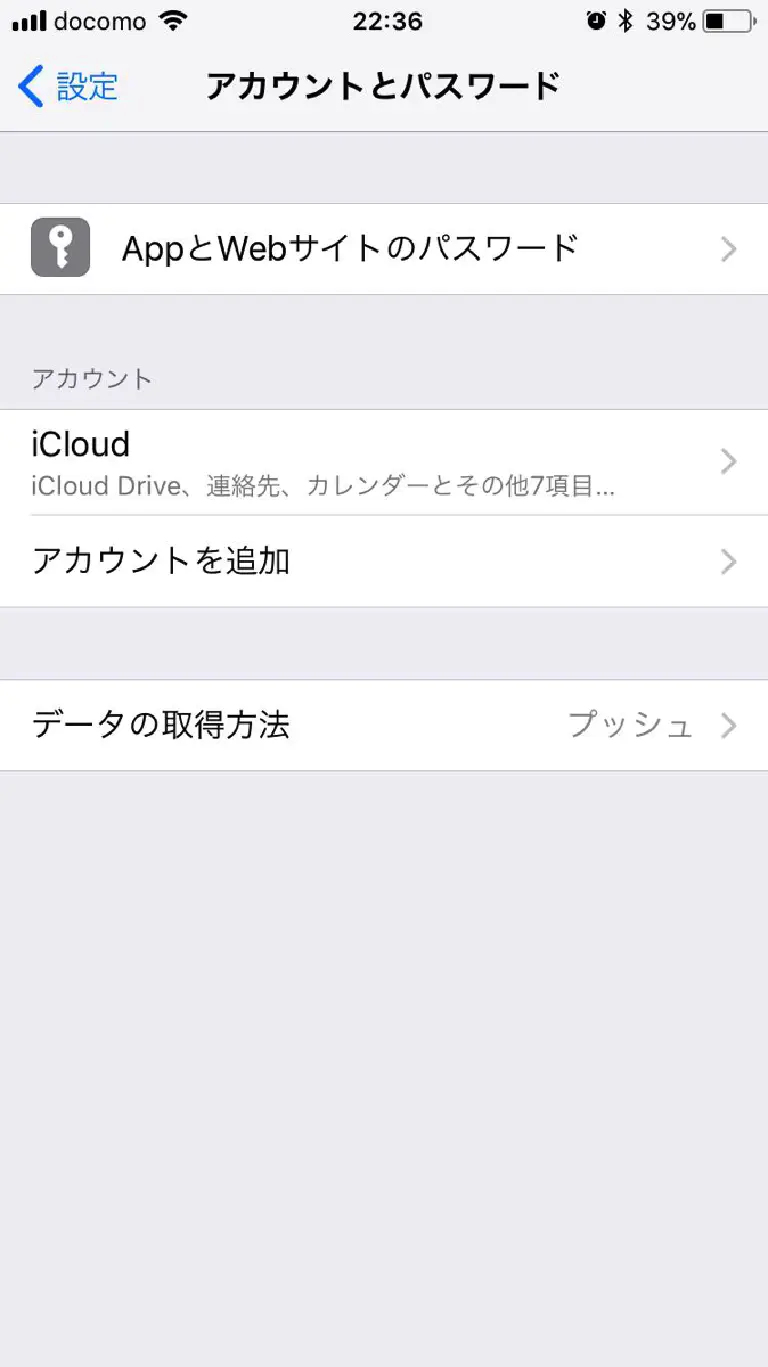 docomo 22:36 39%
設定 アカウントとパスワード
AppとWebサイトのパスワード
アカウント
iCloud
iCloud Drive、連絡先、カレンダーとその他7項目...
アカウントを追加
データの取得方法 プッシュ